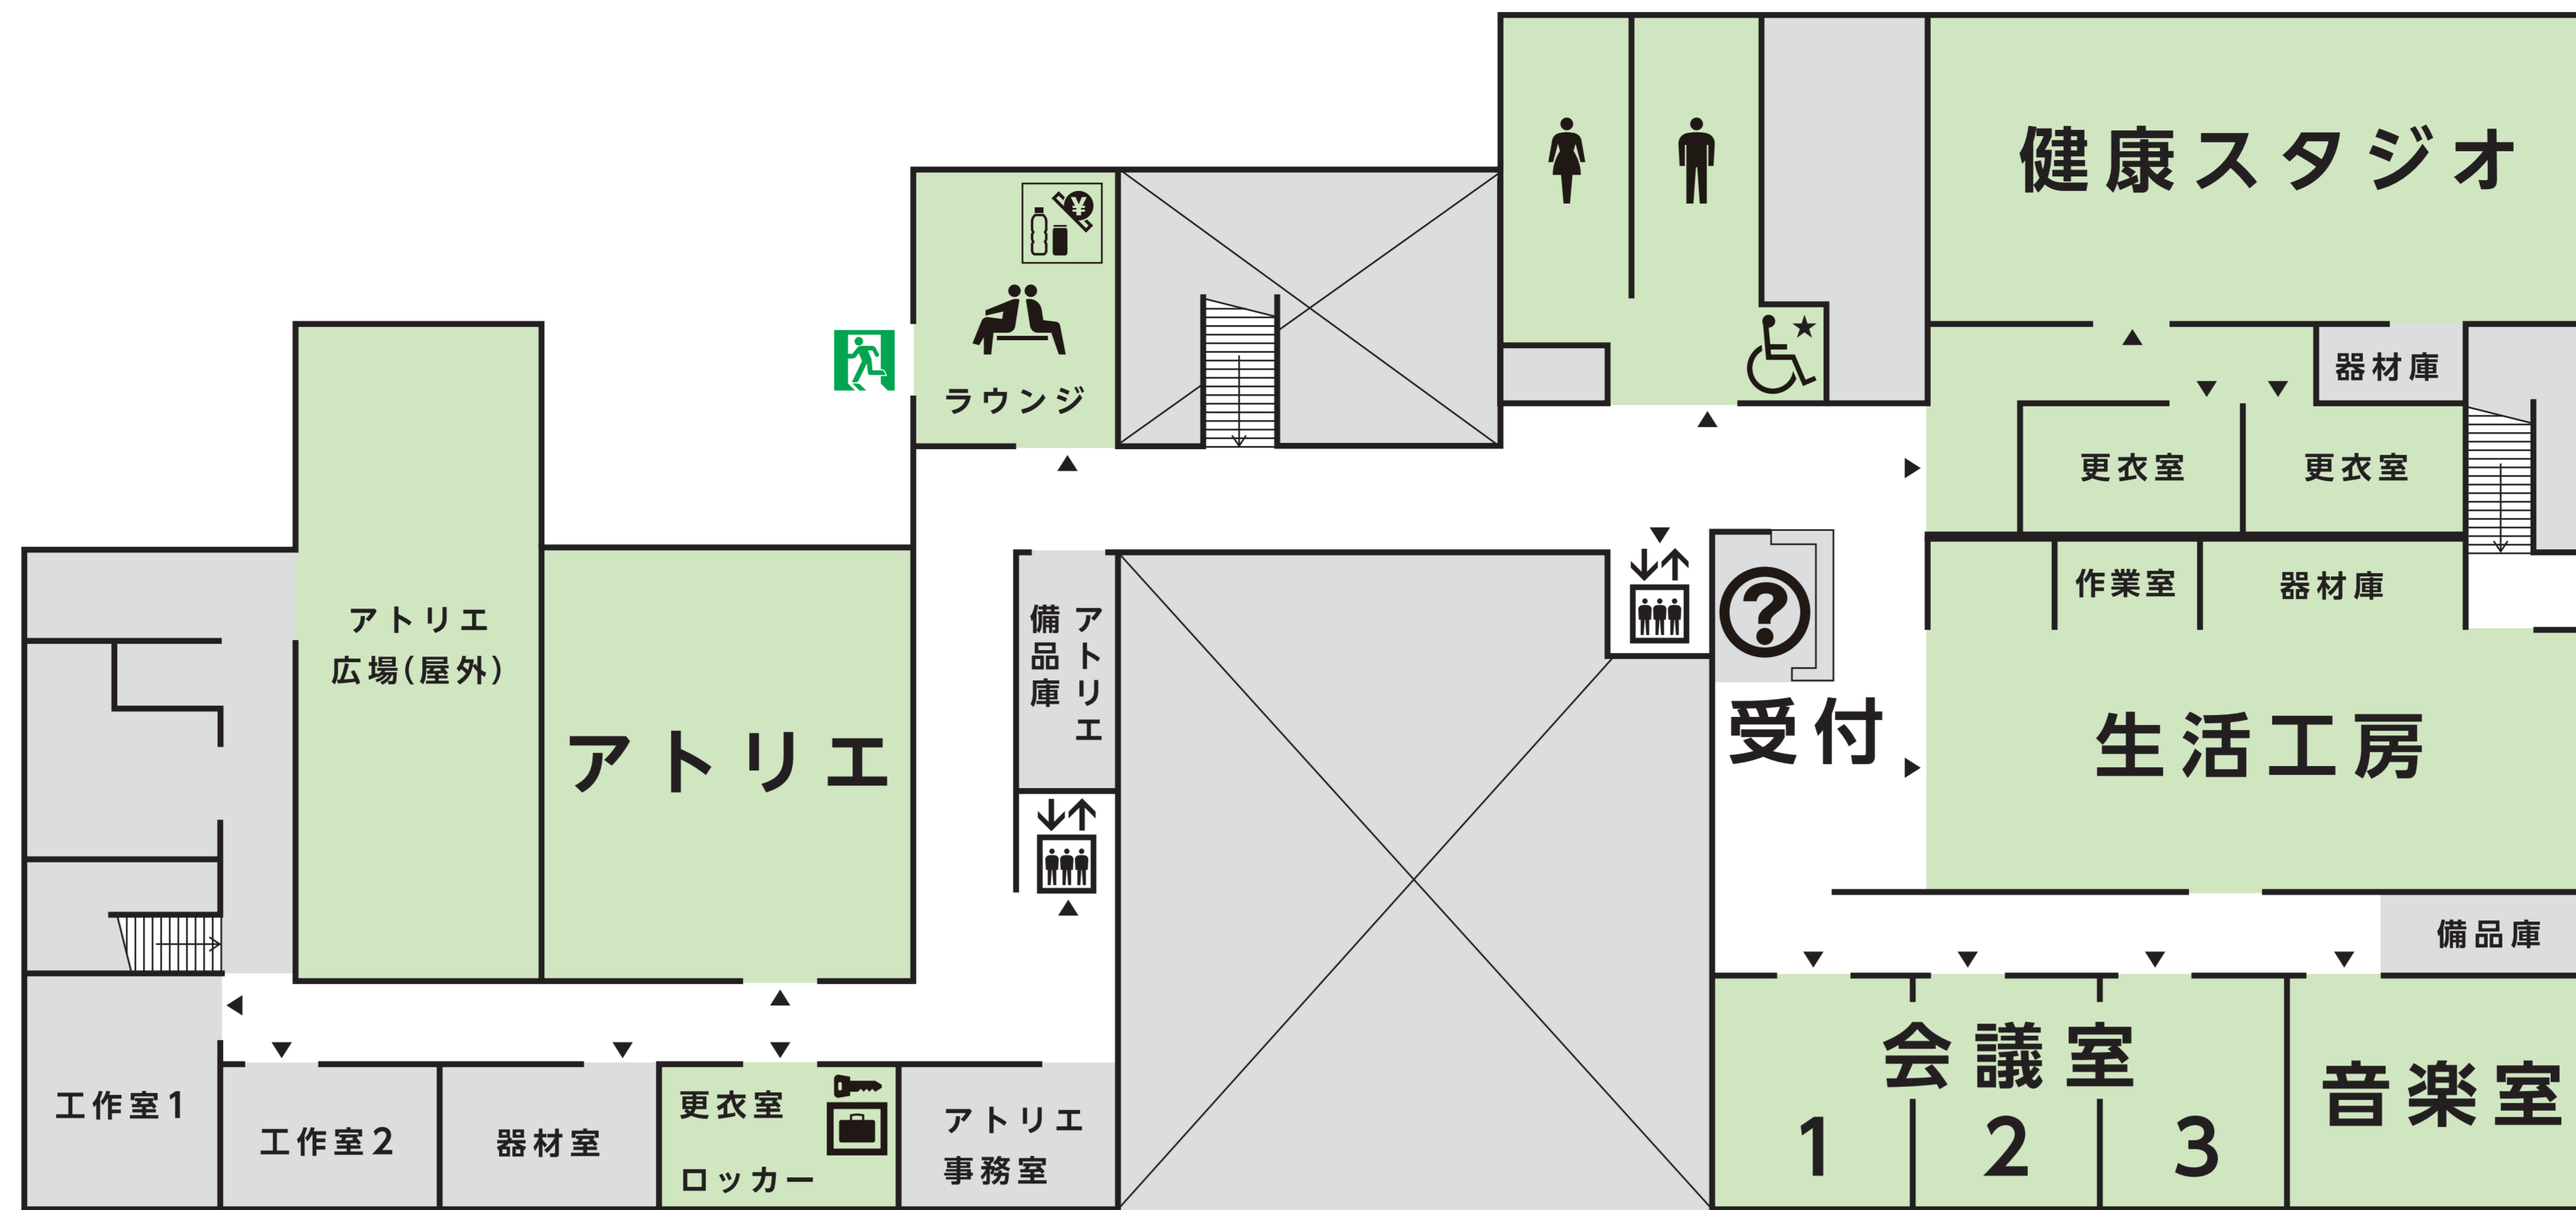 健康スタジオ
器材庫
ラウンジ
更衣室
更衣室
作業室
器材庫
アトリエ
広場(屋外)
アトリエ
備品庫
アトリエ
受付
生活工房
備品庫
会議室
1
2
3
音楽室
工作室1
工作室2
器材室
更衣室
ロッカー
アトリエ
事務室